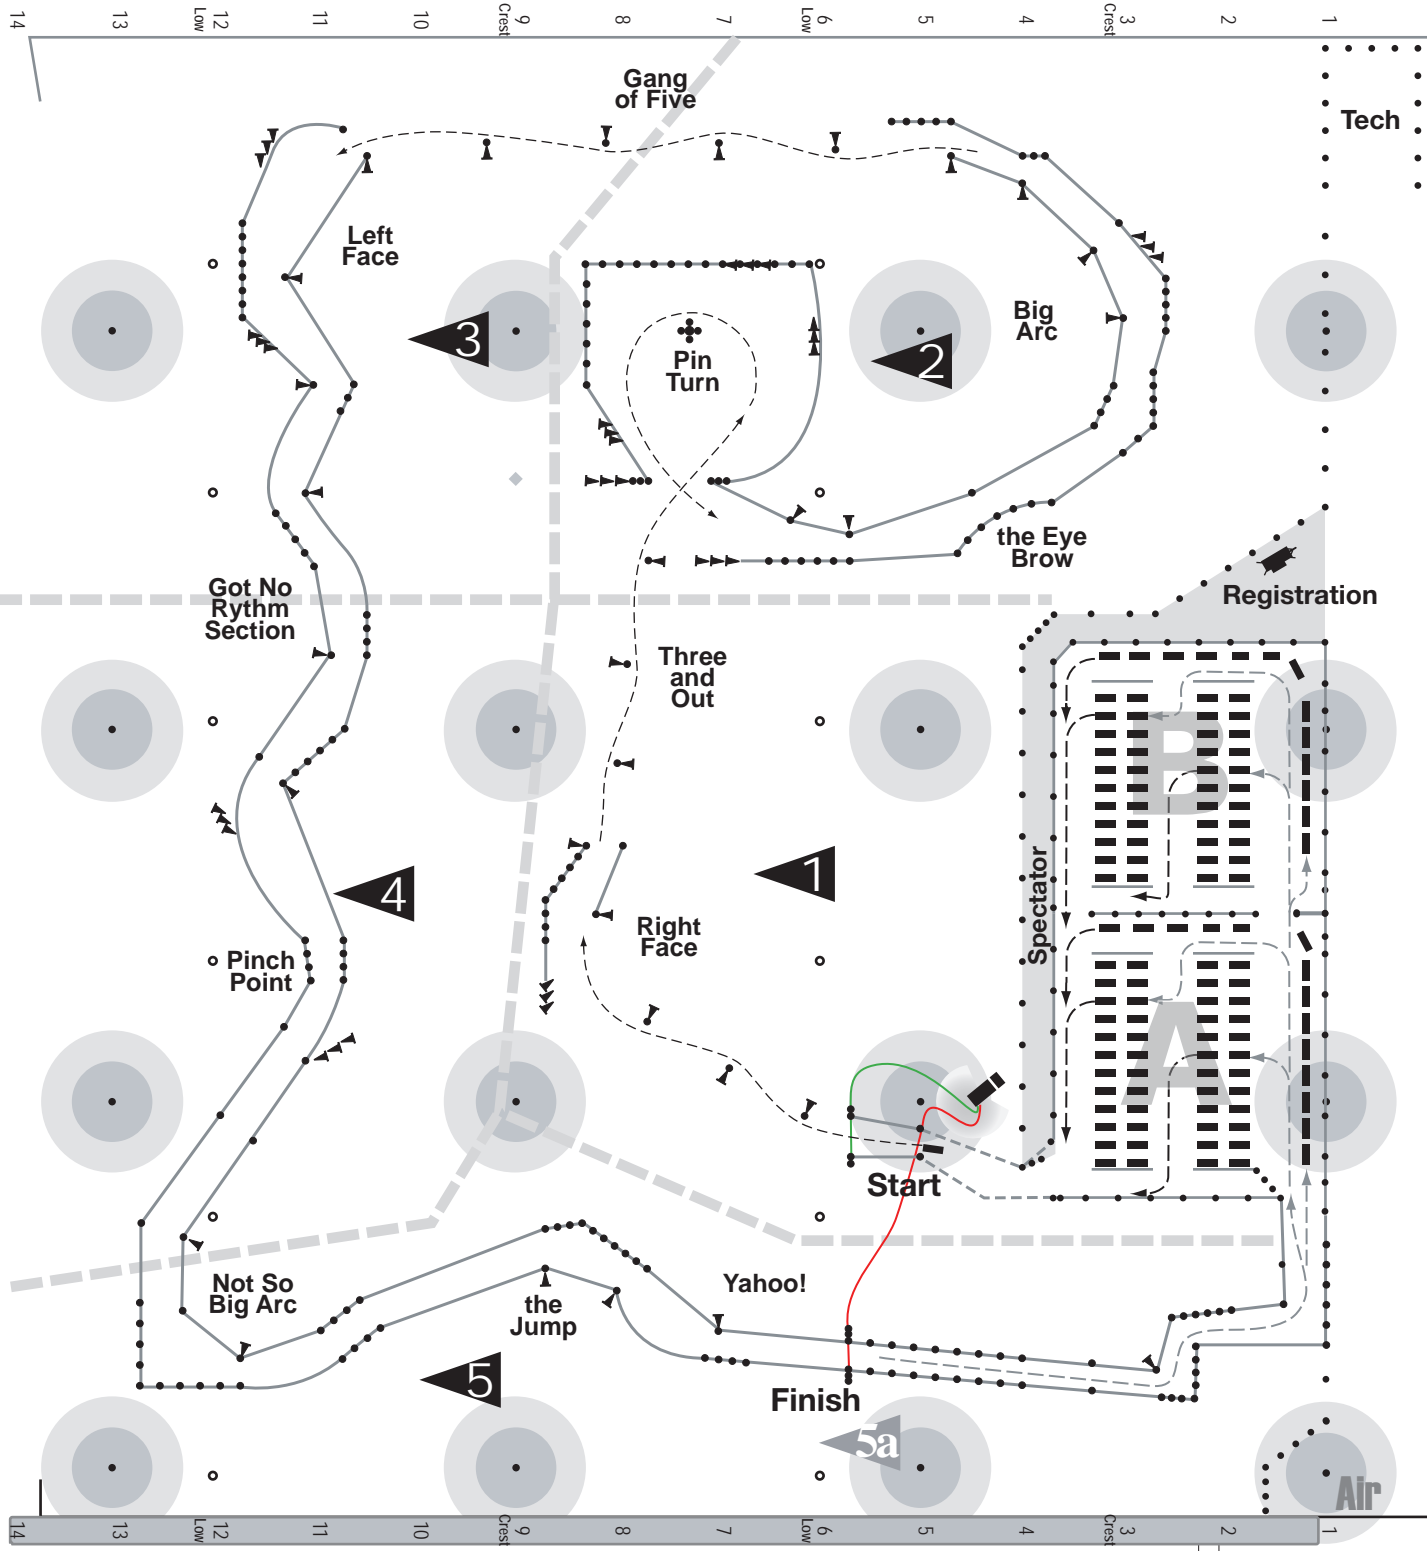 14
13
12
Low
11
10
9
Crest
8
7
6
Low
5
4
3
Crest
2
1
Gang
of Five
Tech
Left
Face
Big
Arc
3
2
Pin
Turn
the Eye
Brow
Got No
Rythm
Section
Registration
Three
and
Out
B
1
4
Spectator
Right
Face
Pinch
Point
A
Start
Not So
Big Arc
Yahoo!
the
Jump
5
Finish
5a
Air
14
13
12
Low
11
10
9
Crest
8
7
6
Low
5
4
3
Crest
2
1